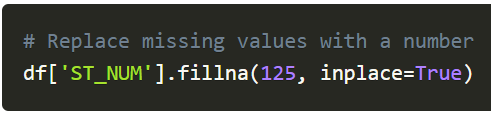 # Replace missing values with a number
df['ST_NUM'].fillna(125, inplace=True)